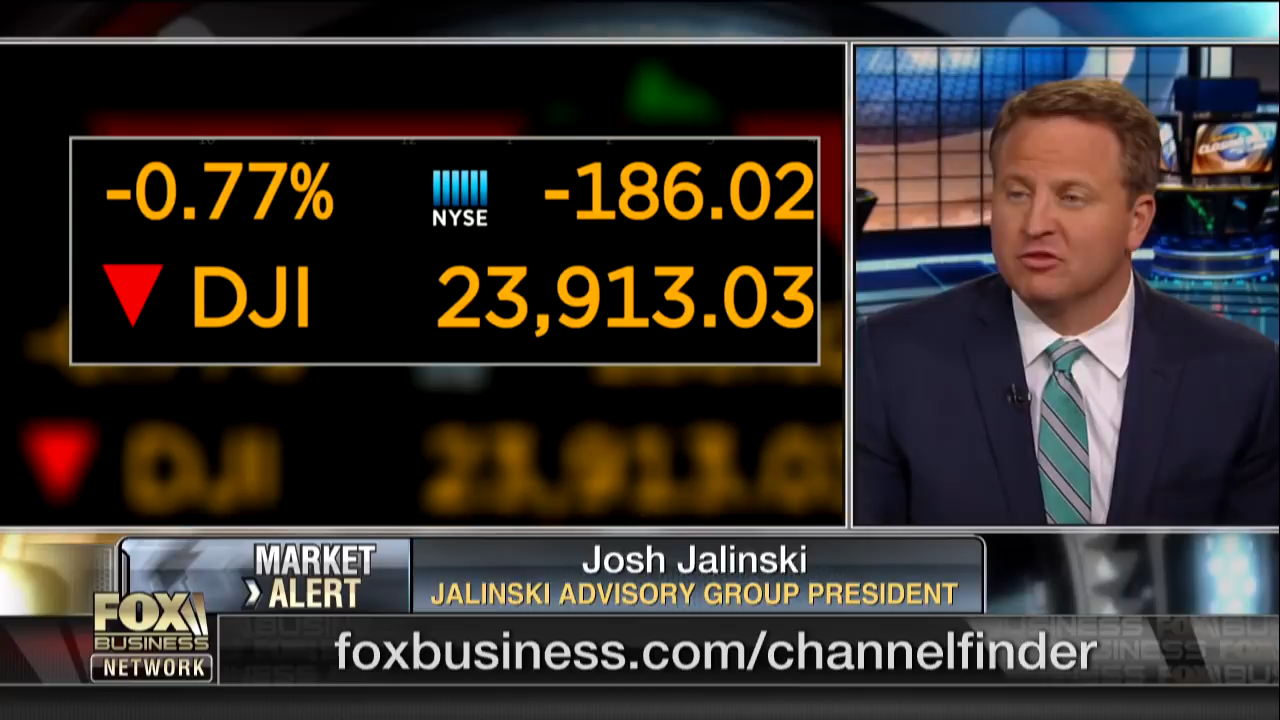 -0.77%
NYSE
-186.02
DJI
23,913.03
DJI
MARKET
ALERT
Josh Jalinski
JALINSKI ADVISORY GROUP PRESIDENT
FOX
BUSINESS
NETWORK
foxbusiness.com/channelfinder